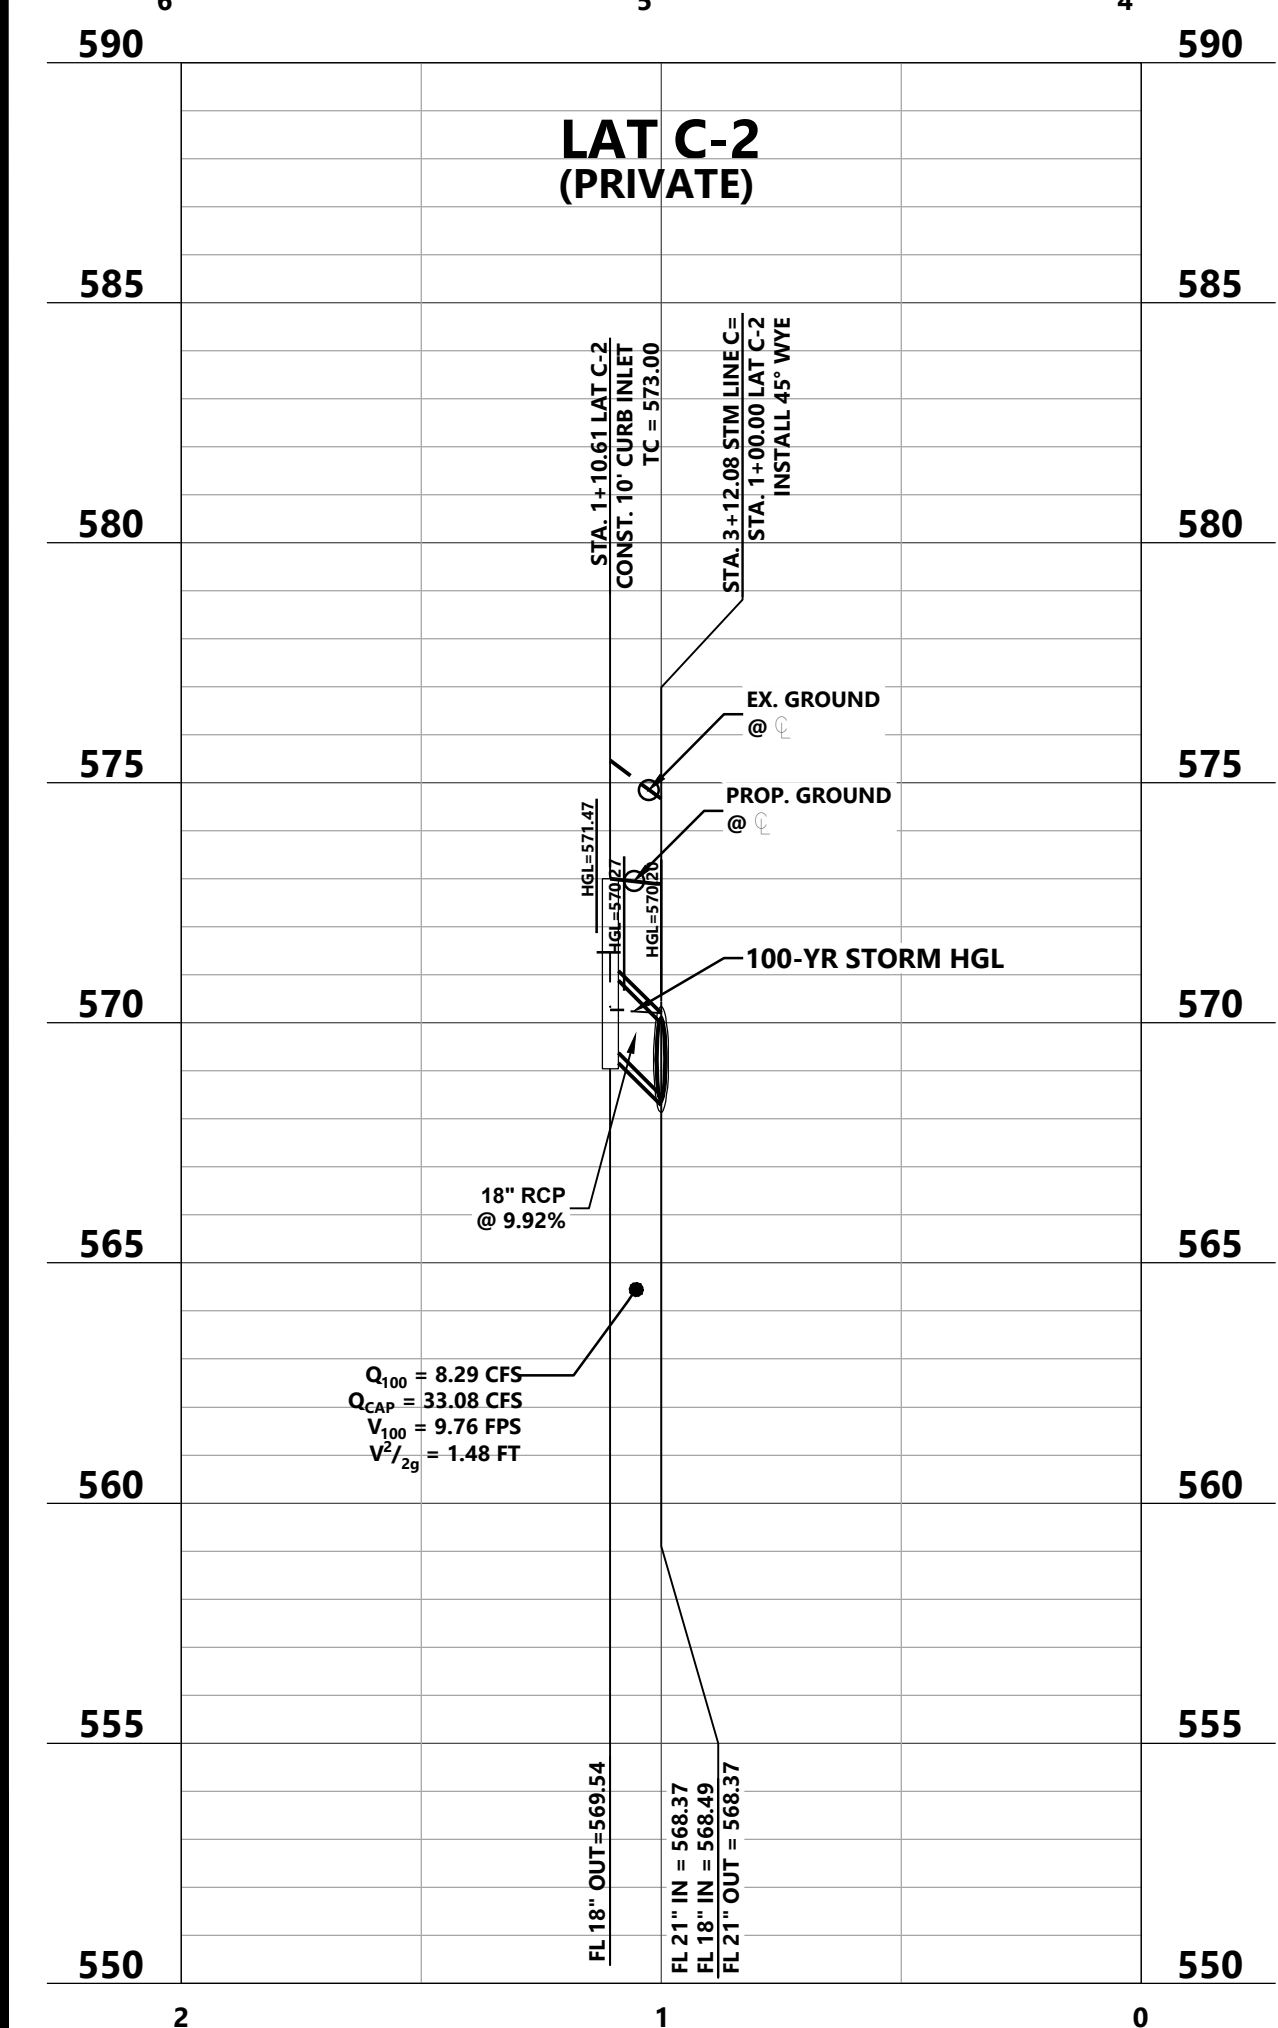 6 5 4
590 590
LAT C-2
(PRIVATE)
585 585
STA. 1+10.61 LAT C-2
CONST. 10' CURB INLET
TC = 573.00
STA. 3+12.08 STM LINE C=
STA. 1+00.00 LAT C-2
INSTALL 45° WYE
580 580
EX. GROUND
@ ℄
575 575
PROP. GROUND
@ ℄
HGL=571.47
HGL=570.27
HGL=570.20
100-YR STORM HGL
570 570
18" RCP
@ 9.92%
565 565
Q100 = 8.29 CFS
QCAP = 33.08 CFS
V100 = 9.76 FPS
V²/2g = 1.48 FT
560 560
555 555
FL 18" OUT=569.54
FL 21" IN = 568.37
FL 18" IN = 568.49
FL 21" OUT = 568.37
550 550
2 1 0